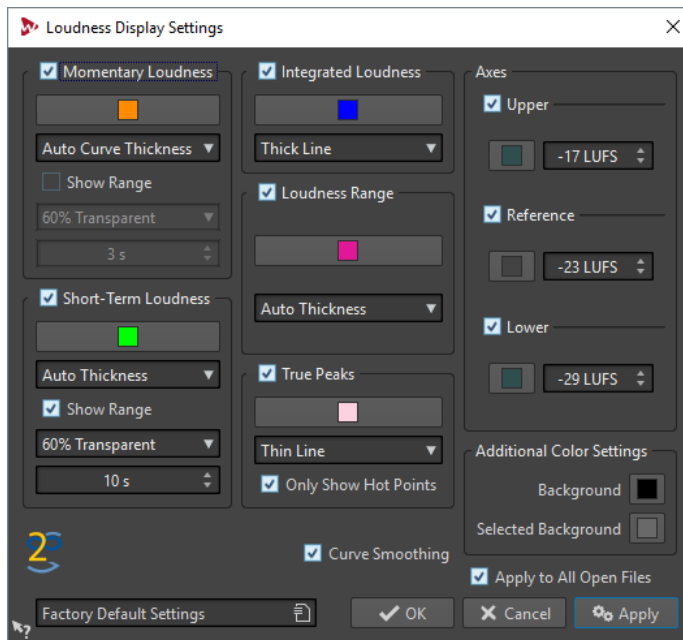 Loudness Display Settings
Momentary Loudness
Auto Curve Thickness
Show Range
60% Transparent
3 s
Short-Term Loudness
Auto Thickness
Show Range
60% Transparent
10 s
Integrated Loudness
Thick Line
Loudness Range
Auto Thickness
True Peaks
Thin Line
Only Show Hot Points
Curve Smoothing
Axes
Upper
-17 LUFS
Reference
-23 LUFS
Lower
-29 LUFS
Additional Color Settings
Background
Selected Background
Apply to All Open Files
Factory Default Settings
OK
Cancel
Apply